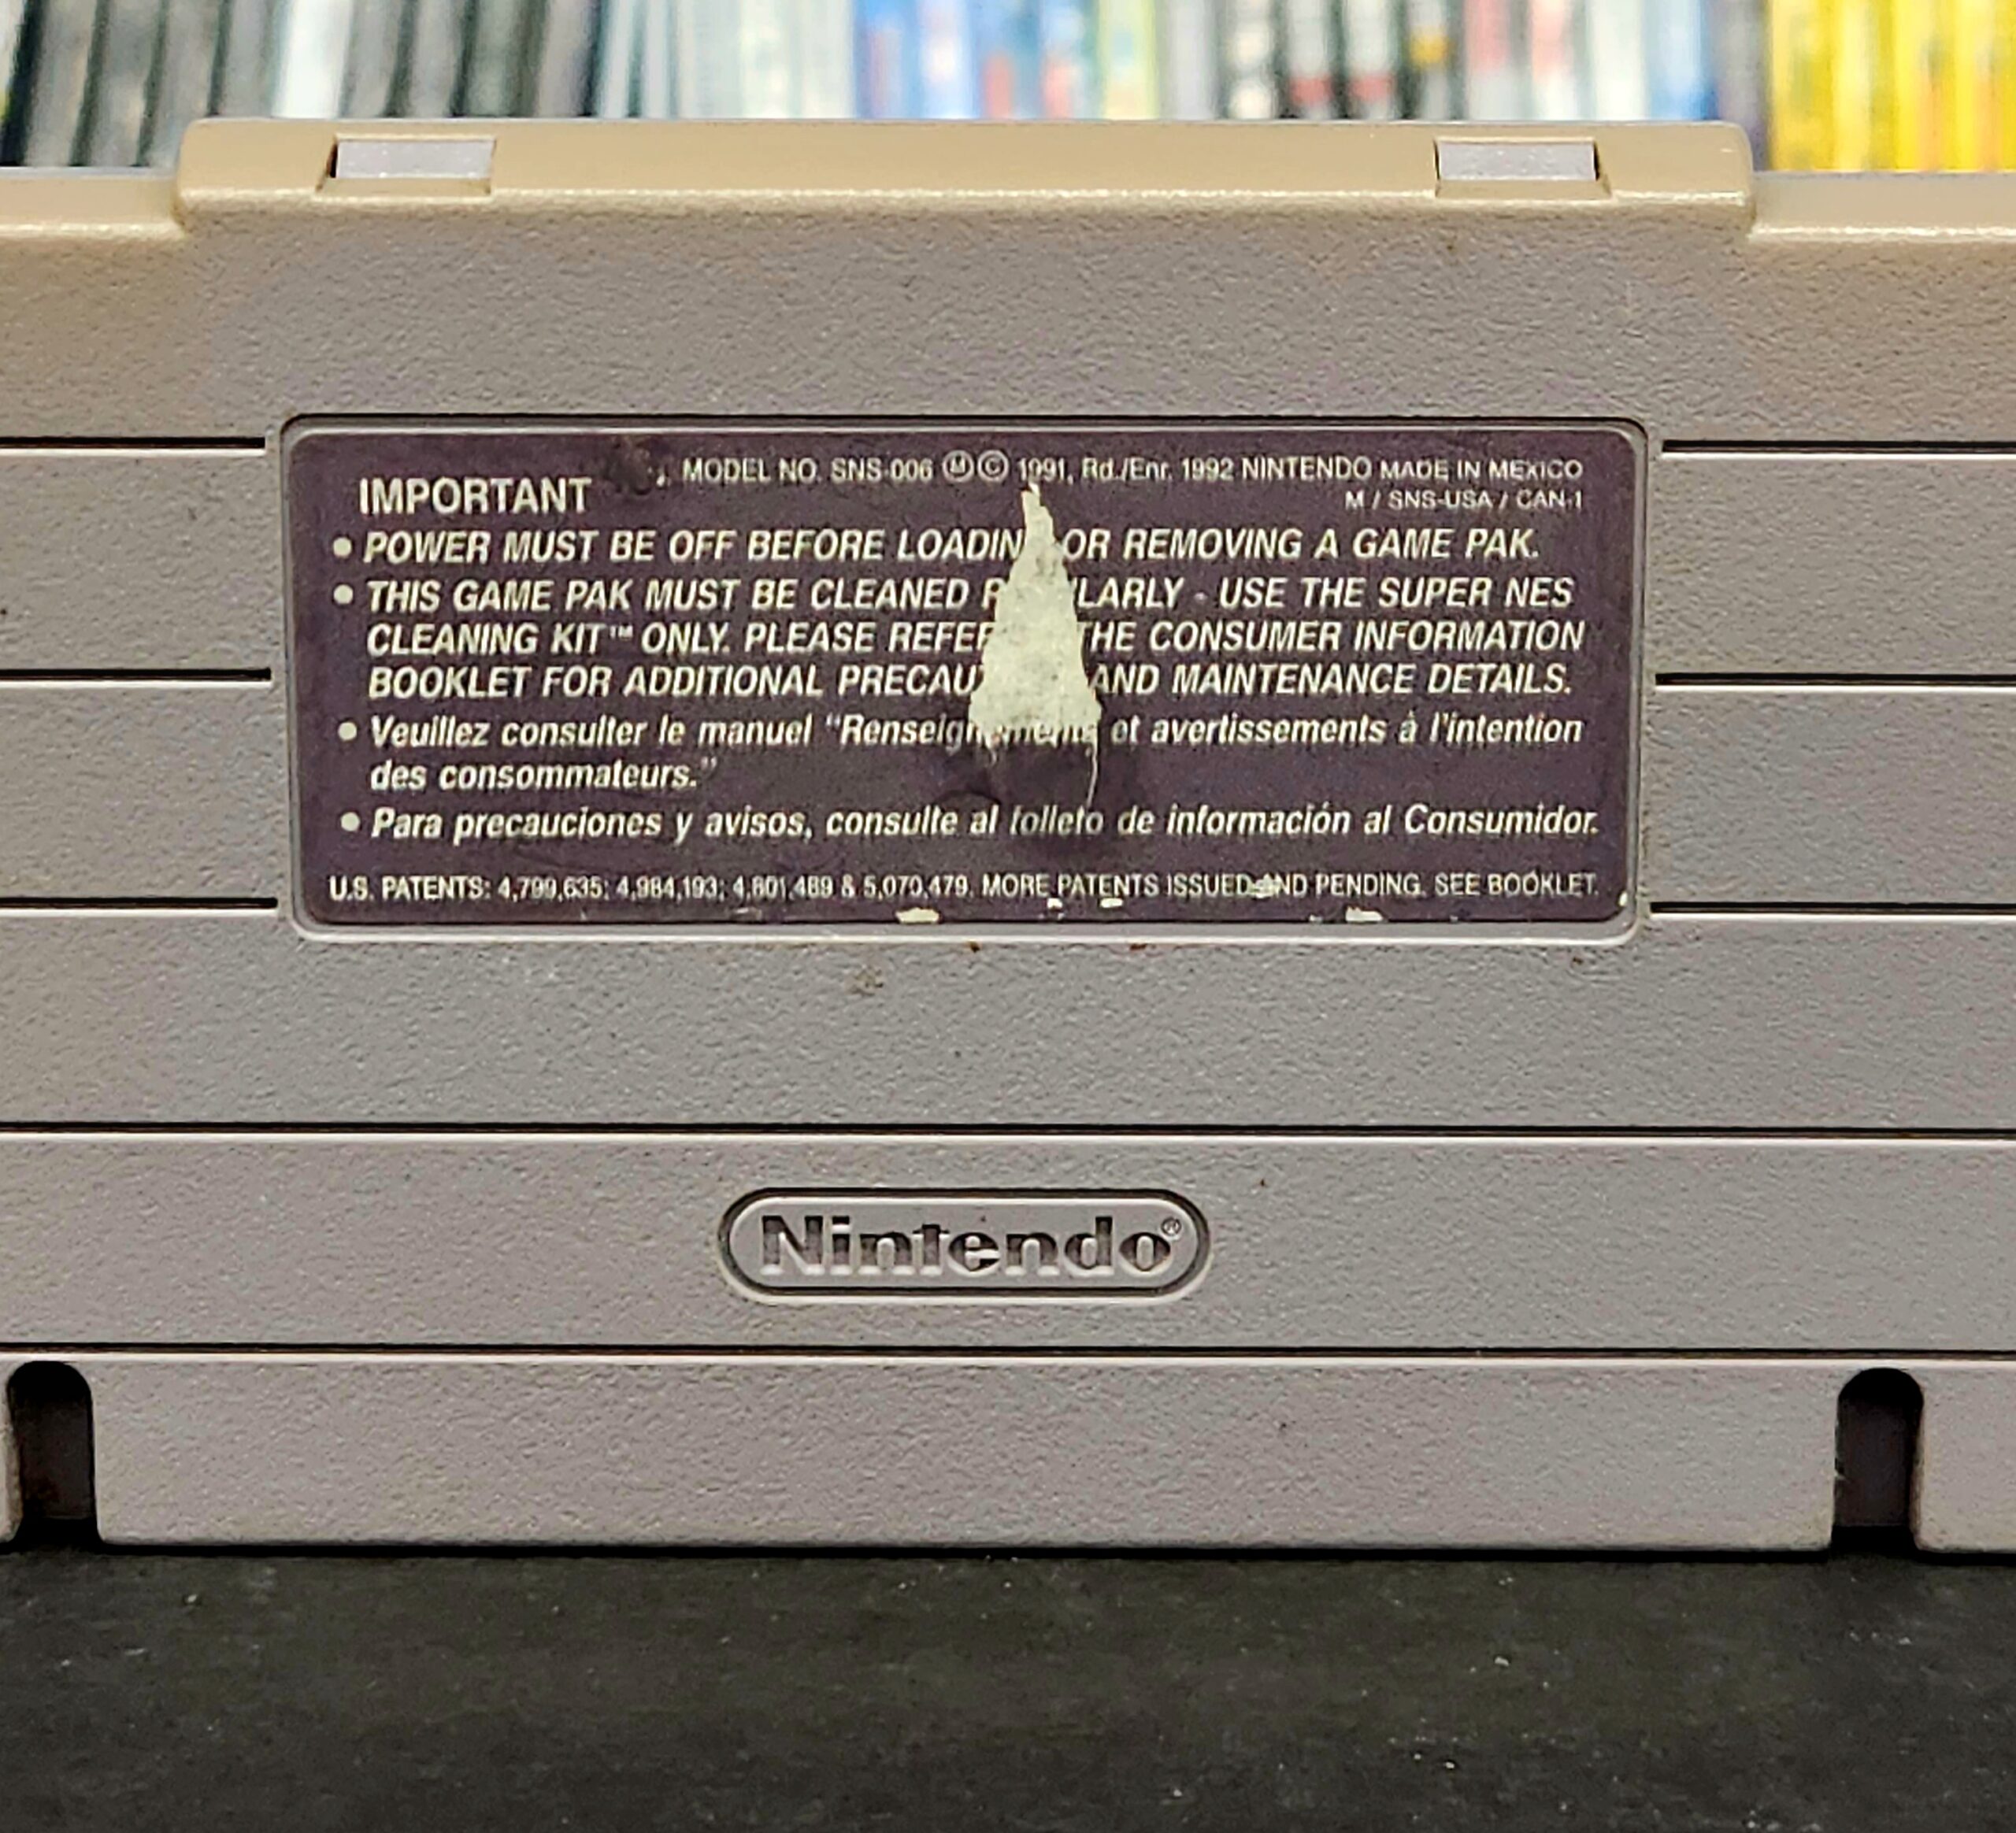 MODEL NO. SNS-006 Ⓜ © 1991, Rd./Enr. 1992 NINTENDO MADE IN MEXICO
IMPORTANT M / SNS-USA / CAN-1
• POWER MUST BE OFF BEFORE LOADIN OR REMOVING A GAME PAK.
• THIS GAME PAK MUST BE CLEANED R LARLY - USE THE SUPER NES
CLEANING KIT™ ONLY. PLEASE REFER THE CONSUMER INFORMATION
BOOKLET FOR ADDITIONAL PRECAU AND MAINTENANCE DETAILS.
• Veuillez consulter le manuel "Renseignements et avertissements à l'intention
des consommateurs."
• Para precauciones y avisos, consulte al folleto de información al Consumidor.
U.S. PATENTS: 4,799,635; 4,984,193; 4,801,489 & 5,070,479. MORE PATENTS ISSUED AND PENDING. SEE BOOKLET.
Nintendo®